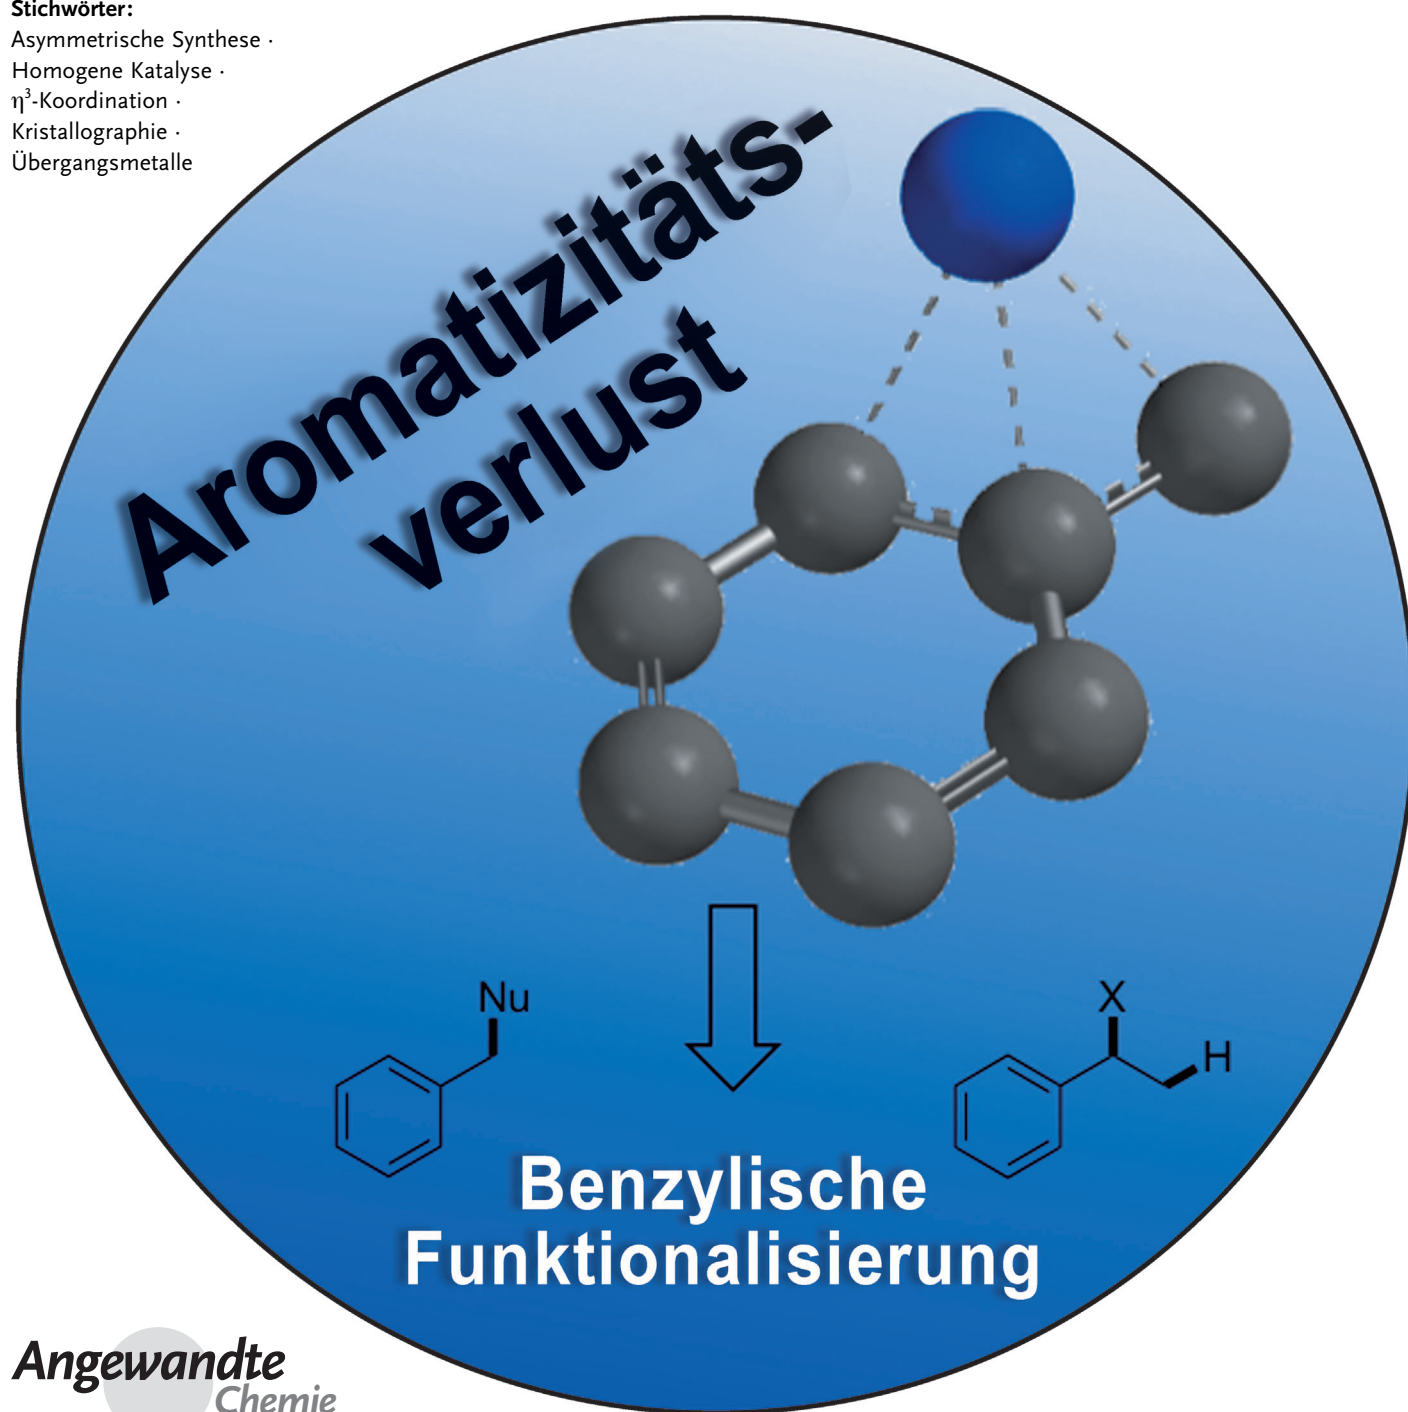 Stichwörter:
Asymmetrische Synthese ·
Homogene Katalyse ·
η³-Koordination ·
Kristallographie ·
Übergangsmetalle
Aromatizitäts-
verlust
Nu
X
H
Benzylische
Funktionalisierung
Angewandte
Chemie